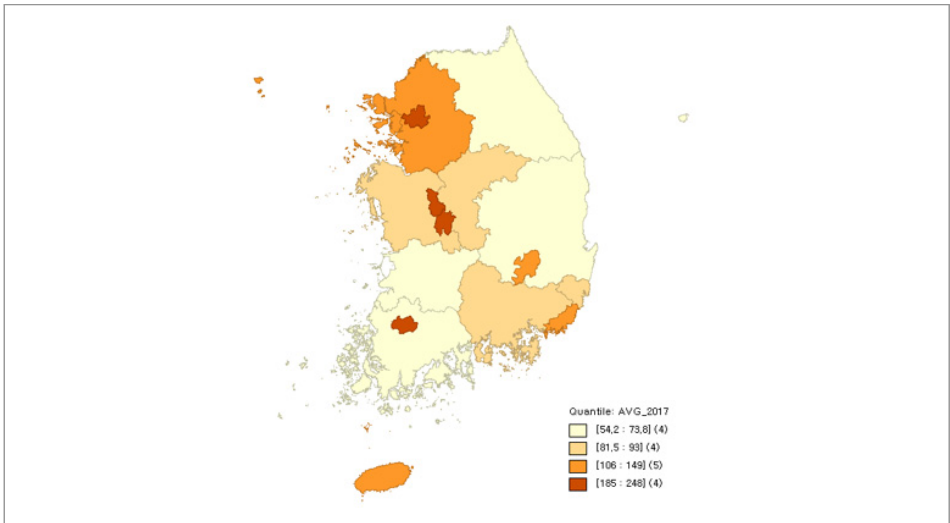 Quantile: AVG_2017
[54,2 : 73,8] (4)
[81,5 : 93] (4)
[106 : 149] (5)
[185 : 248] (4)